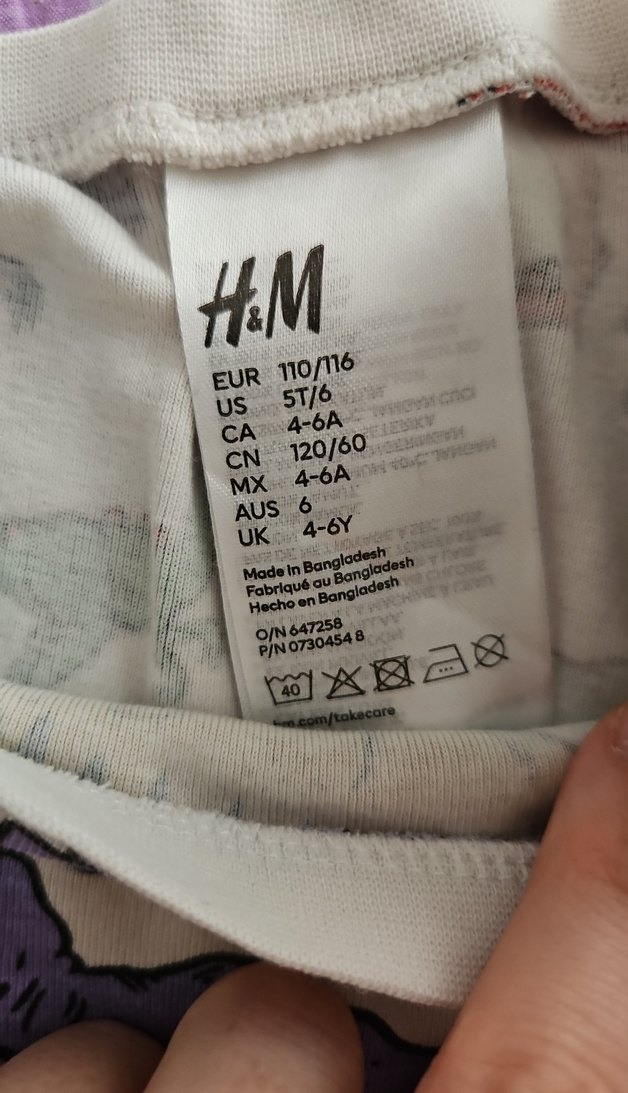 H&M
EUR 110/116
US 5T/6
CA 4-6A
CN 120/60
MX 4-6A
AUS 6
UK 4-6Y
Made in Bangladesh
Fabriqué au Bangladesh
Hecho en Bangladesh
O/N 647258
P/N 0730454 8
40
hm.com/takecare